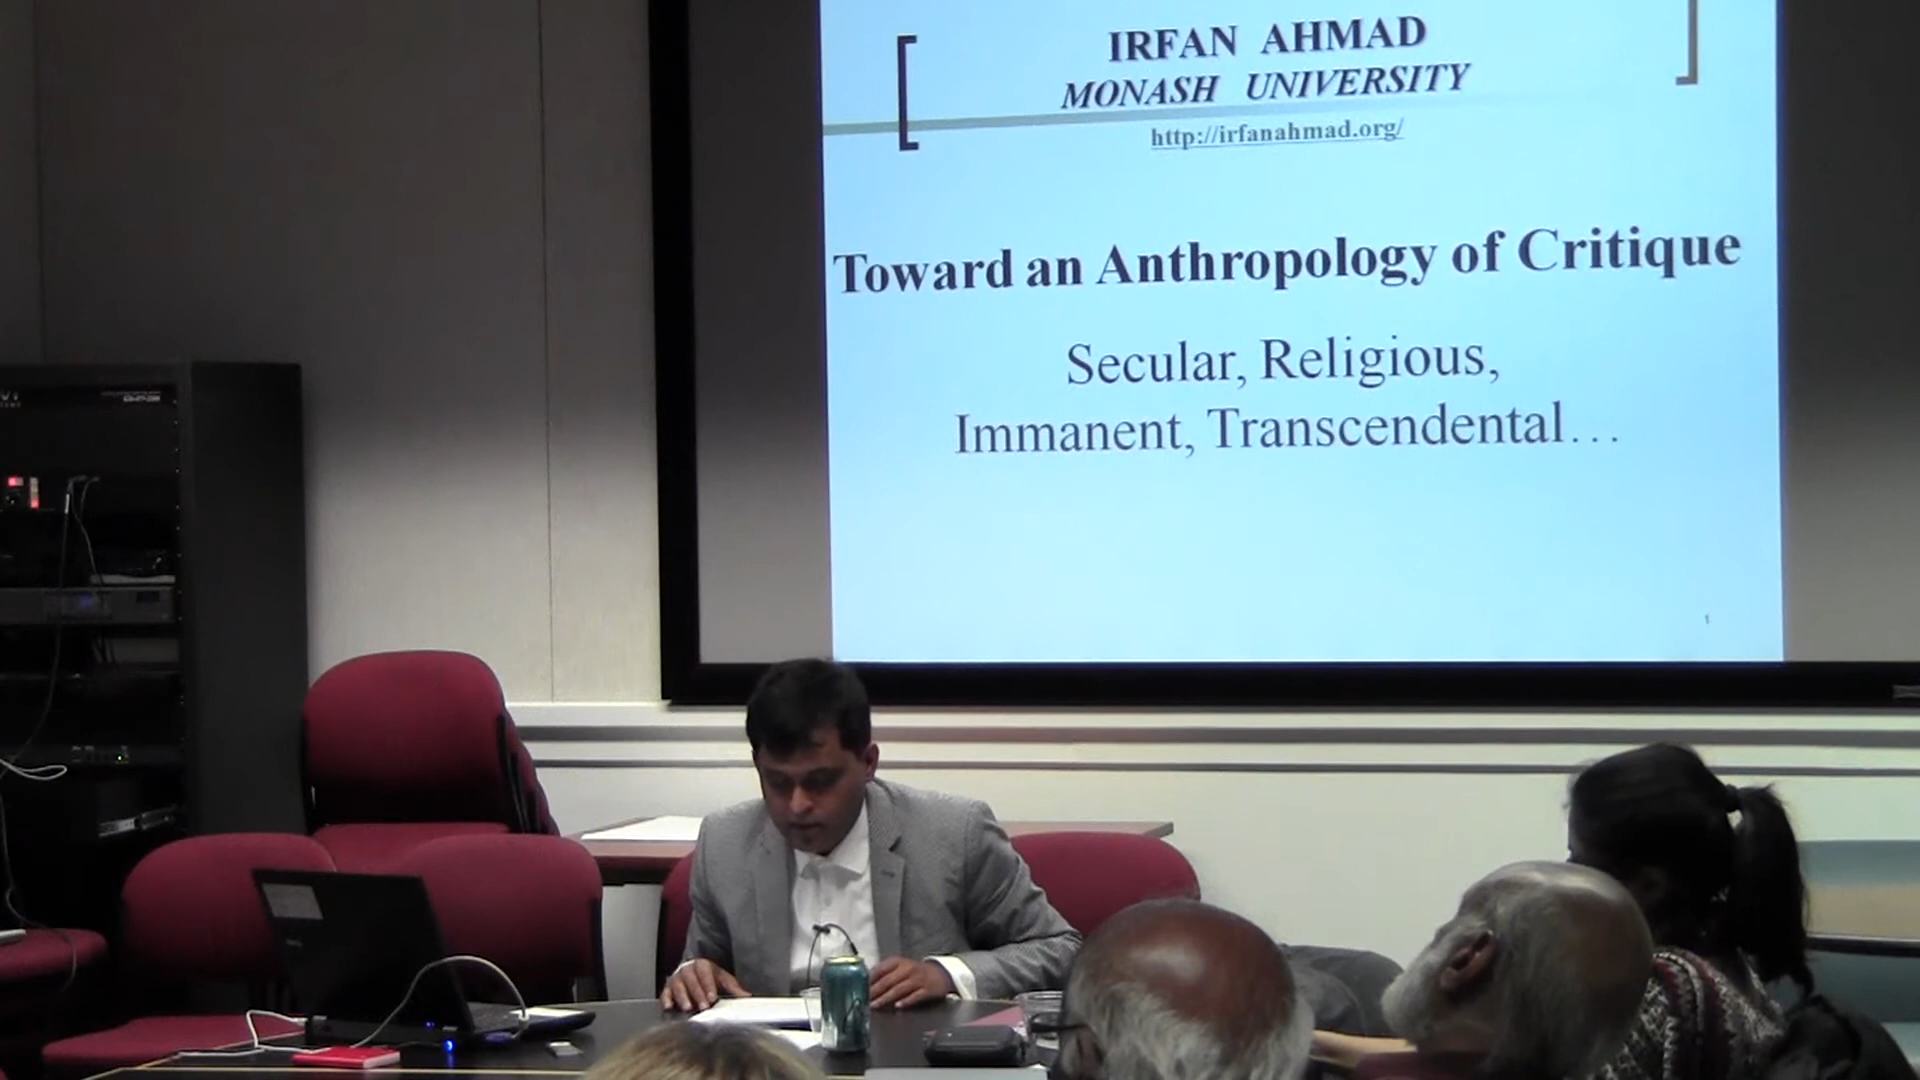 IRFAN AHMAD
MONASH UNIVERSITY
http://irfanahmad.org/
Toward an Anthropology of Critique
Secular, Religious,
Immanent, Transcendental…
1